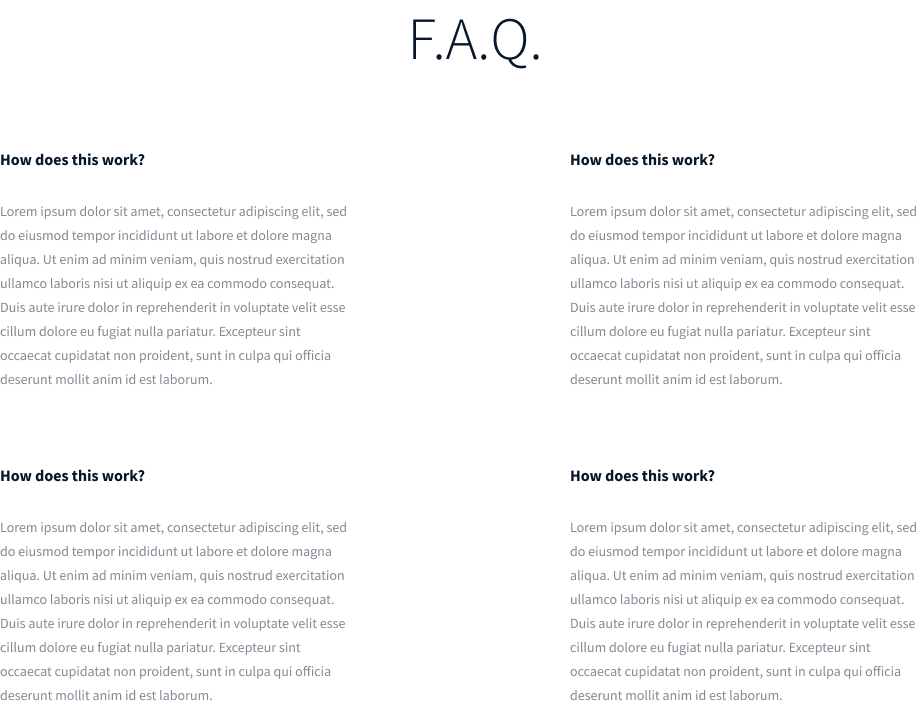 F.A.Q.
How does this work?
Lorem ipsum dolor sit amet, consectetur adipiscing elit, sed
do eiusmod tempor incididunt ut labore et dolore magna
aliqua. Ut enim ad minim veniam, quis nostrud exercitation
ullamco laboris nisi ut aliquip ex ea commodo consequat.
Duis aute irure dolor in reprehenderit in voluptate velit esse
cillum dolore eu fugiat nulla pariatur. Excepteur sint
occaecat cupidatat non proident, sunt in culpa qui officia
deserunt mollit anim id est laborum.
How does this work?
Lorem ipsum dolor sit amet, consectetur adipiscing elit, sed
do eiusmod tempor incididunt ut labore et dolore magna
aliqua. Ut enim ad minim veniam, quis nostrud exercitation
ullamco laboris nisi ut aliquip ex ea commodo consequat.
Duis aute irure dolor in reprehenderit in voluptate velit esse
cillum dolore eu fugiat nulla pariatur. Excepteur sint
occaecat cupidatat non proident, sunt in culpa qui officia
deserunt mollit anim id est laborum.
How does this work?
Lorem ipsum dolor sit amet, consectetur adipiscing elit, sed
do eiusmod tempor incididunt ut labore et dolore magna
aliqua. Ut enim ad minim veniam, quis nostrud exercitation
ullamco laboris nisi ut aliquip ex ea commodo consequat.
Duis aute irure dolor in reprehenderit in voluptate velit esse
cillum dolore eu fugiat nulla pariatur. Excepteur sint
occaecat cupidatat non proident, sunt in culpa qui officia
deserunt mollit anim id est laborum.
How does this work?
Lorem ipsum dolor sit amet, consectetur adipiscing elit, sed
do eiusmod tempor incididunt ut labore et dolore magna
aliqua. Ut enim ad minim veniam, quis nostrud exercitation
ullamco laboris nisi ut aliquip ex ea commodo consequat.
Duis aute irure dolor in reprehenderit in voluptate velit esse
cillum dolore eu fugiat nulla pariatur. Excepteur sint
occaecat cupidatat non proident, sunt in culpa qui officia
deserunt mollit anim id est laborum.